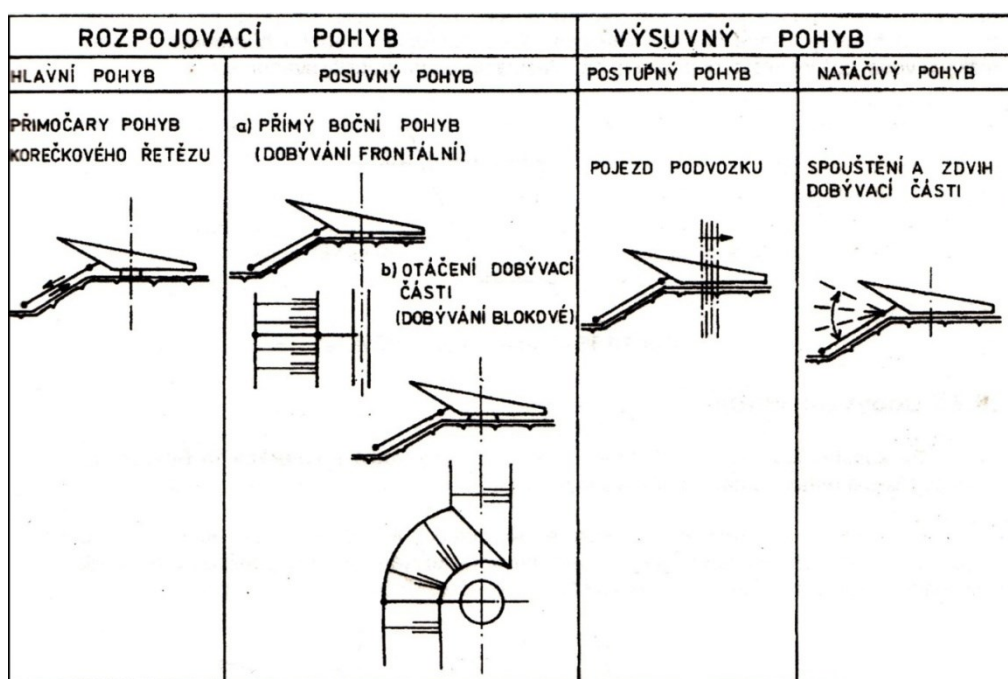 ROZPOJOVACÍ POHYB
VÝSUVNÝ POHYB
HLAVNÍ POHYB
POSUVNÝ POHYB
POSTUPNÝ POHYB
NATÁČIVÝ POHYB
PŘIMOČARY POHYB
KOREČKOVÉHO ŘETĚZU
a) PŘÍMÝ BOČNÍ POHYB
(DOBÝVÁNÍ FRONTÁLNÍ)
b) OTÁČENÍ DOBÝVACÍ
ČÁSTI
(DOBÝVÁNÍ BLOKOVÉ)
POJEZD PODVOZKU
SPOUŠTĚNÍ A ZDVIH
DOBÝVACÍ ČÁSTI